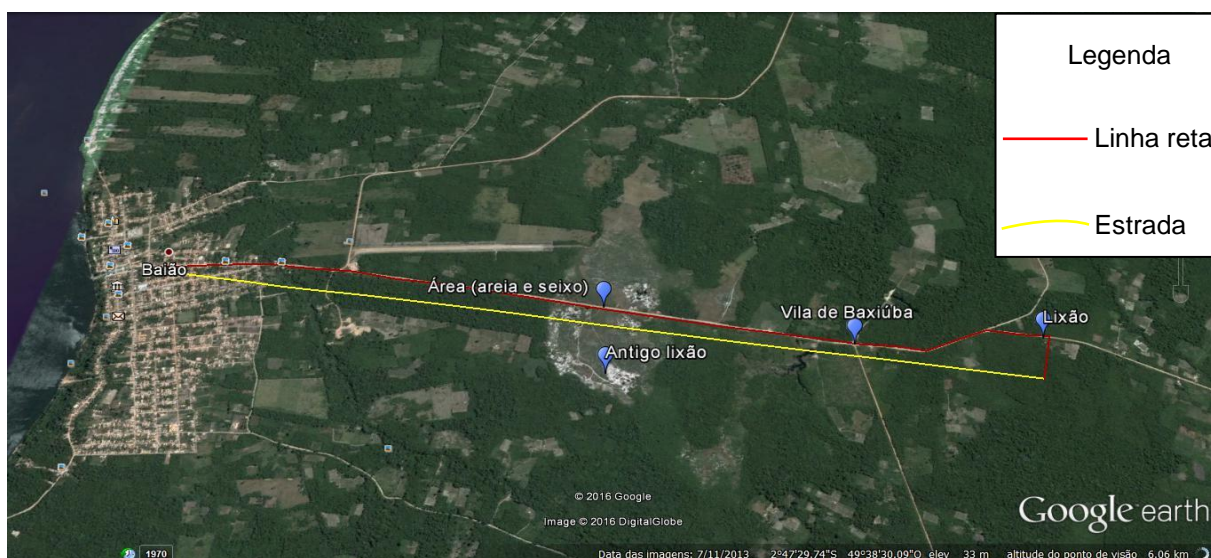 Legenda
Linha reta
Estrada
Baião
Área (areia e seixo)
Antigo lixão
Vila de Baxiúba
Lixão
© 2016 Google
Image © 2016 DigitalGlobe
Google earth
1970
Data das imagens: 7/11/2013 2°47'29.74"S 49°38'30.09"O elev 33 m altitude do ponto de visão 6.06 km